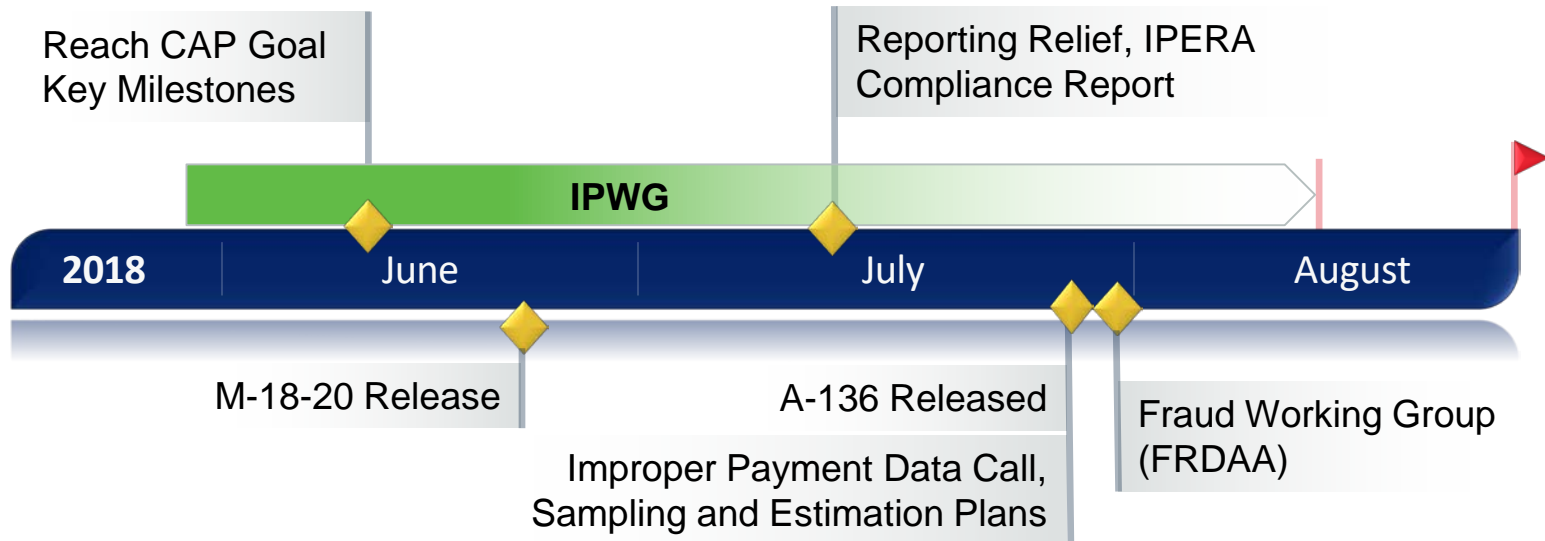 Reach CAP Goal
Key Milestones
Reporting Relief, IPERA
Compliance Report
IPWG
2018
June
July
August
M-18-20 Release
A-136 Released
Improper Payment Data Call,
Sampling and Estimation Plans
Fraud Working Group
(FRDAA)